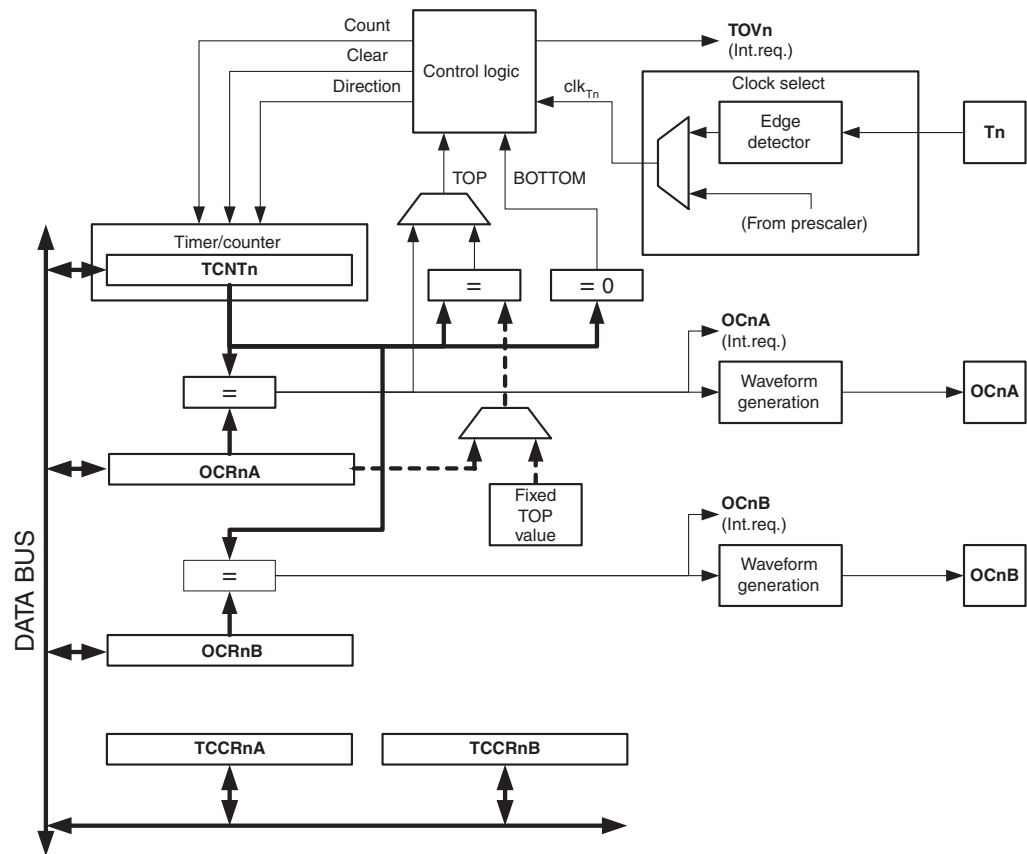 Count
Clear
Direction
Control logic
TOVn
(Int.req.)
clkTn
Clock select
Edge
detector
Tn
(From prescaler)
TOP
BOTTOM
Timer/counter
TCNTn
=
= 0
=
OCnA
(Int.req.)
Waveform
generation
OCnA
OCRnA
Fixed
TOP
value
OCnB
(Int.req.)
=
Waveform
generation
OCnB
OCRnB
DATA BUS
TCCRnA
TCCRnB